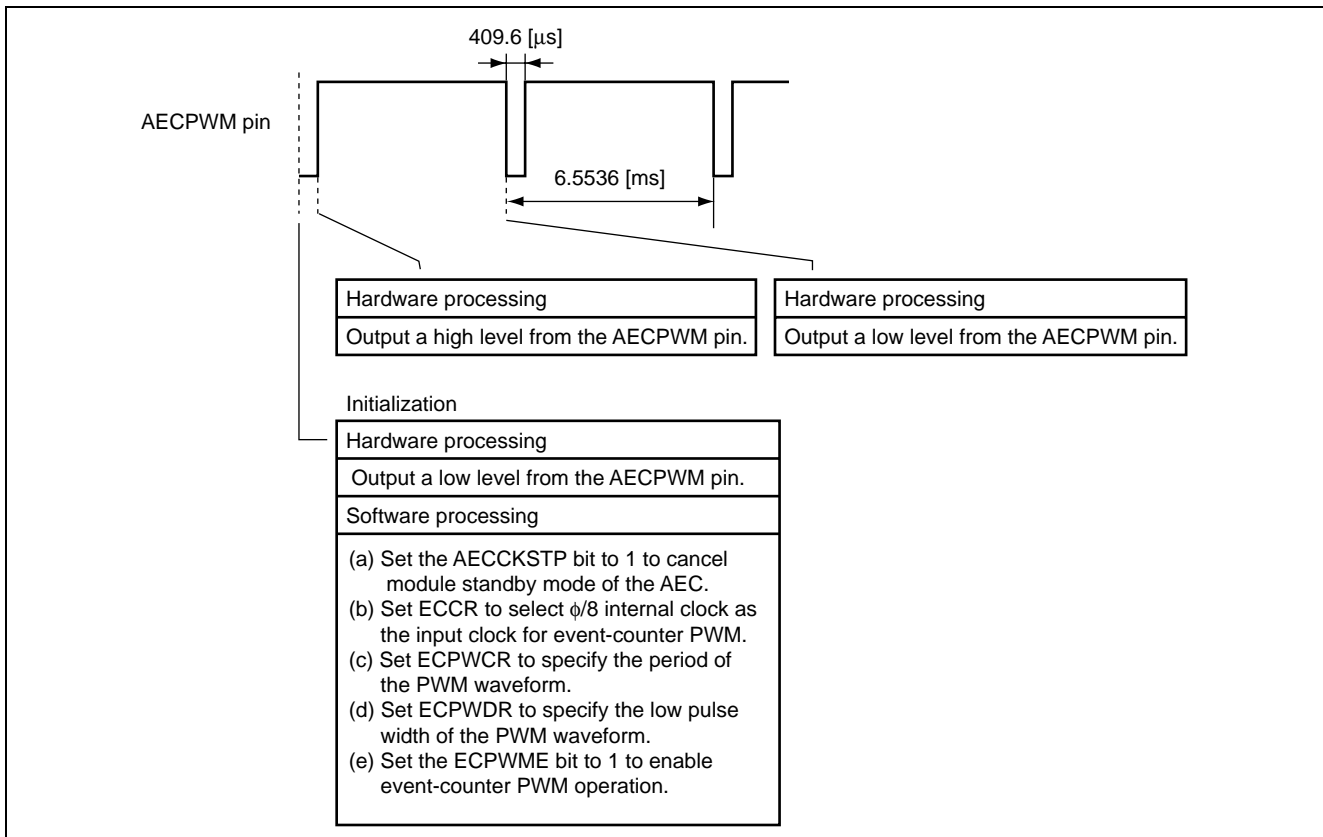 409.6 [μs]
AECPWM pin
6.5536 [ms]
Hardware processing
Output a high level from the AECPWM pin.
Hardware processing
Output a low level from the AECPWM pin.
Initialization
Hardware processing
Output a low level from the AECPWM pin.
Software processing
(a) Set the AECCKSTP bit to 1 to cancel
module standby mode of the AEC.
(b) Set ECCR to select ϕ/8 internal clock as
the input clock for event-counter PWM.
(c) Set ECPWCR to specify the period of
the PWM waveform.
(d) Set ECPWDR to specify the low pulse
width of the PWM waveform.
(e) Set the ECPWME bit to 1 to enable
event-counter PWM operation.